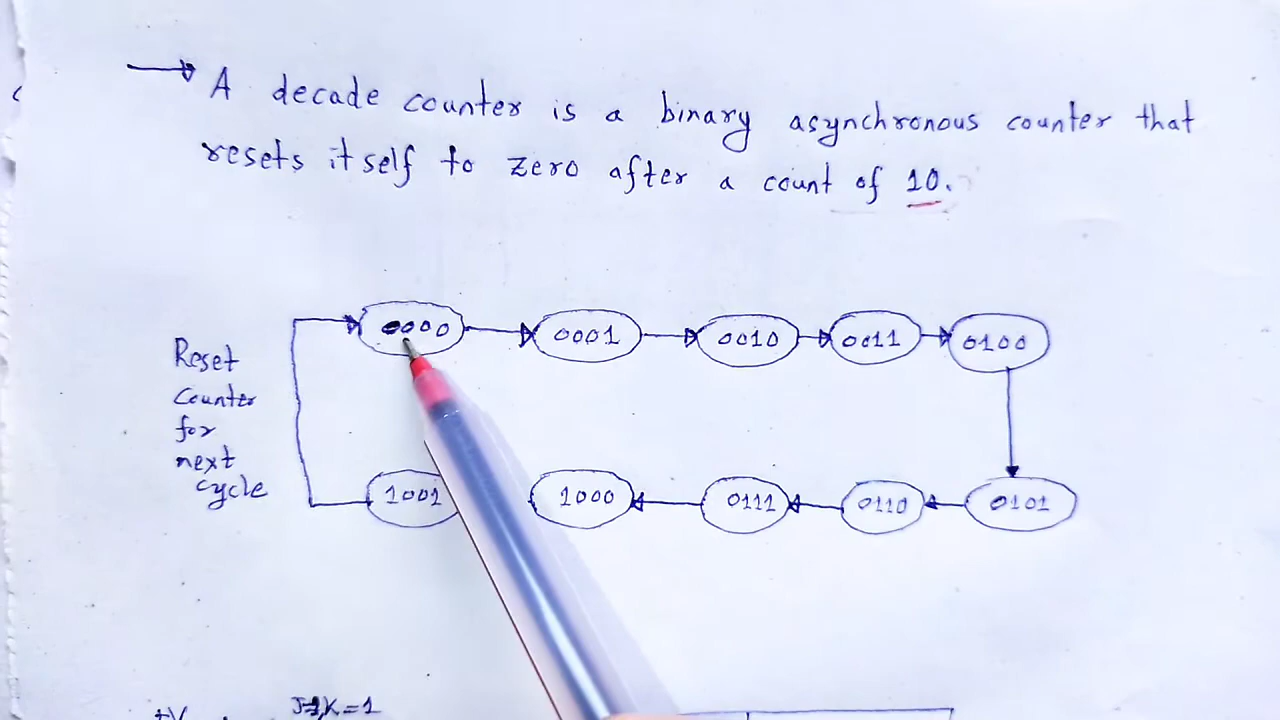 A decade counter is a binary asynchronous counter that
resets itself to zero after a count of 10.
0000 0001 0010 0011 0100
Reset
Counter
for
next
cycle
1001 1000 0111 0110 0101